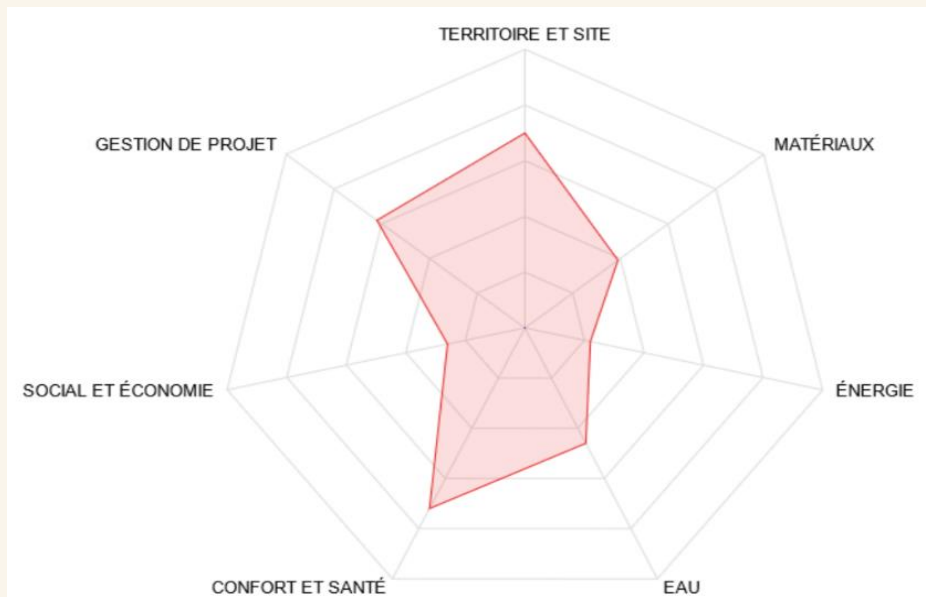 TERRITOIRE ET SITE
GESTION DE PROJET
MATÉRIAUX
SOCIAL ET ÉCONOMIE
ÉNERGIE
CONFORT ET SANTÉ
EAU